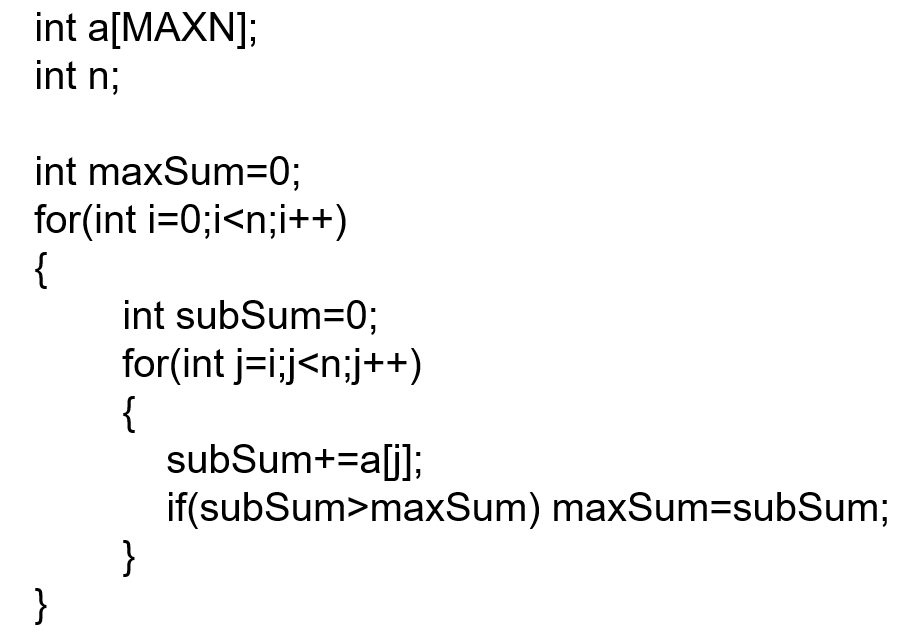 int a[MAXN];
int n;
int maxSum=0;
for(int i=0;i<n;i++)
{
int subSum=0;
for(int j=i;j<n;j++)
{
subSum+=a[j];
if(subSum>maxSum) maxSum=subSum;
}
}